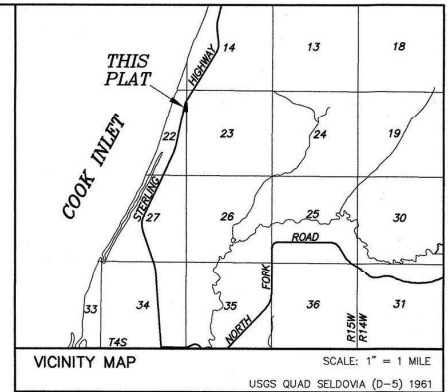 14
13
18
THIS
PLAT
HIGHWAY
COOK INLET
22
23
24
19
STERLING
27
26
25
30
ROAD
FORK
33
34
35
36
31
NORTH
R15W
R14W
T4S
VICINITY MAP
SCALE: 1" = 1 MILE
USGS QUAD SELDOVIA (D-5) 1961